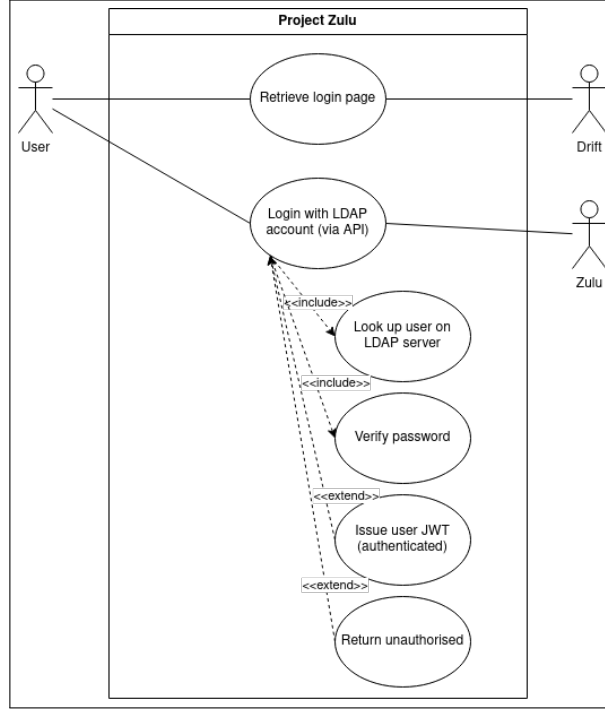 Project Zulu
Retrieve login page
User
Drift
Login with LDAP
account (via API)
Zulu
<<include>>
Look up user on
LDAP server
<<include>>
Verify password
<<extend>>
Issue user JWT
(authenticated)
<<extend>>
Return unauthorised